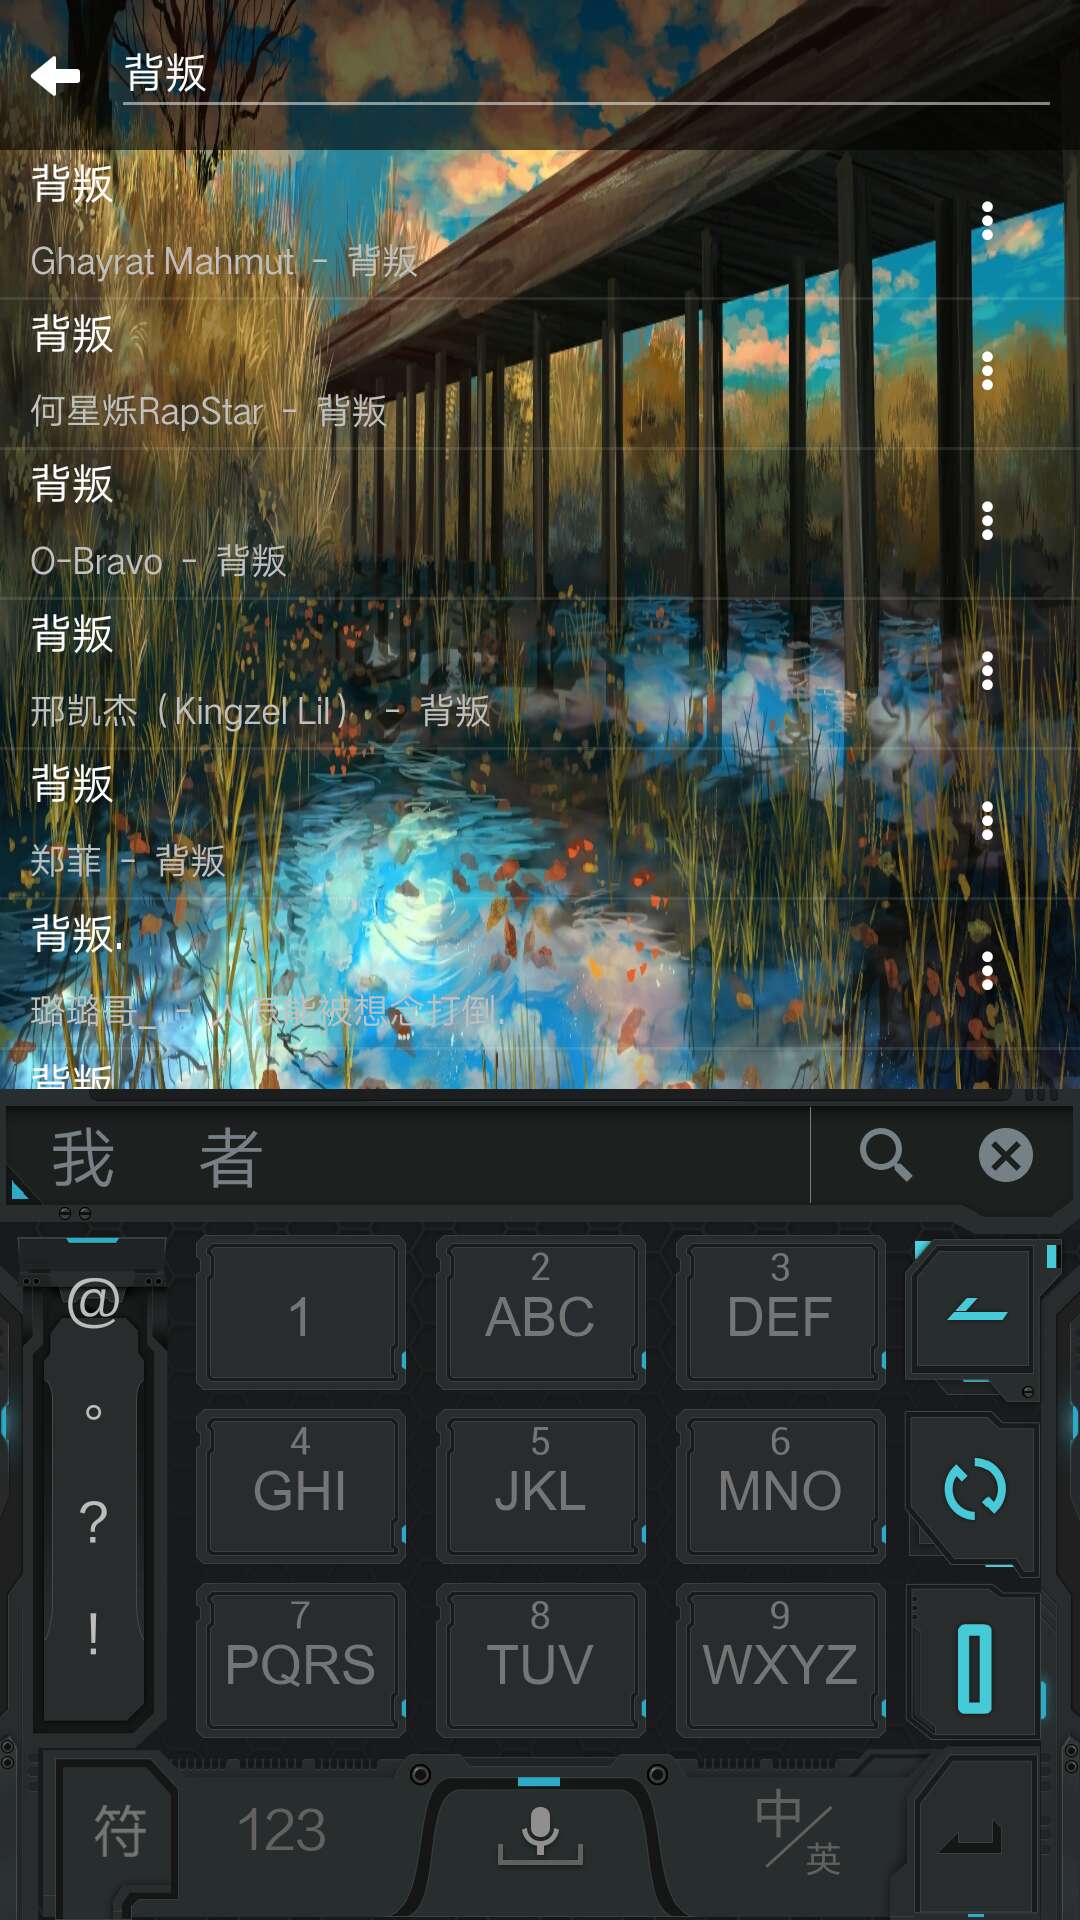 背叛
背叛
Ghayrat Mahmut - 背叛
背叛
何星烁RapStar - 背叛
背叛
O-Bravo - 背叛
背叛
邢凯杰（Kingzel Lil） - 背叛
背叛
郑菲 - 背叛
背叛.
璐璐哥_ - 人怎能被想念打倒.
背叛
我 者
@
1
2
ABC
3
DEF
。
4
GHI
5
JKL
6
MNO
?
!
7
PQRS
8
TUV
9
WXYZ
符
123
中/英